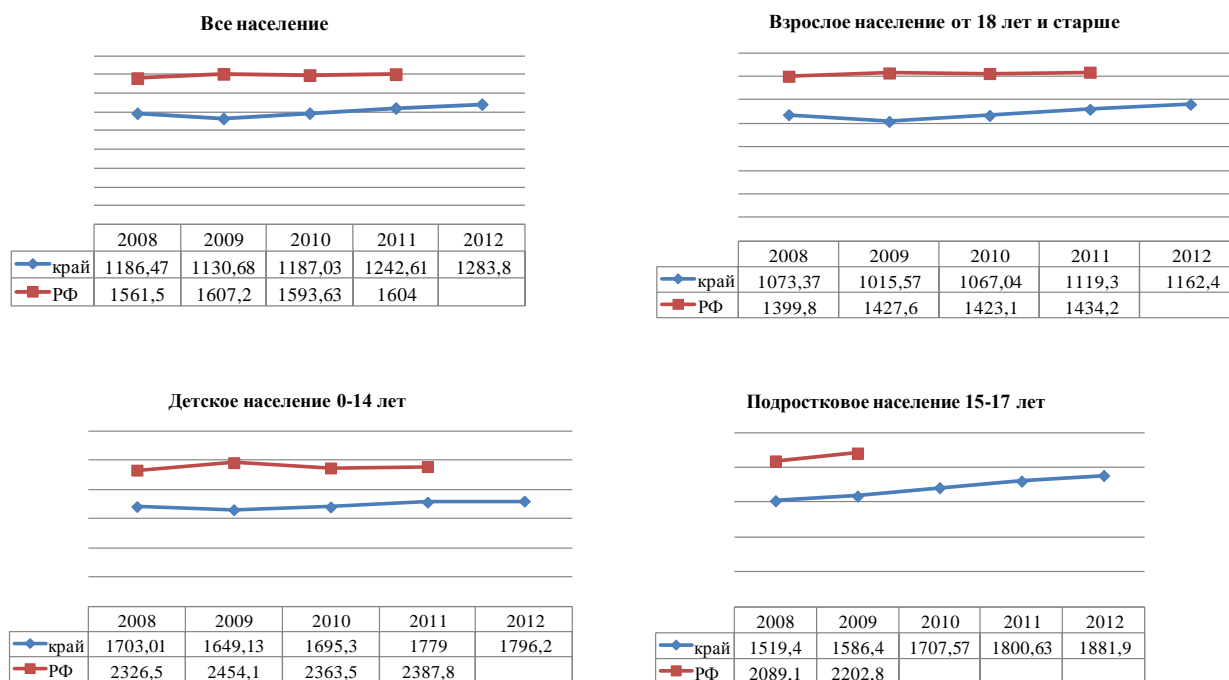 Все население
2008 2009 2010 2011 2012
край 1186,47 1130,68 1187,03 1242,61 1283,8
РФ 1561,5 1607,2 1593,63 1604
Взрослое население от 18 лет и старше
2008 2009 2010 2011 2012
край 1073,37 1015,57 1067,04 1119,3 1162,4
РФ 1399,8 1427,6 1423,1 1434,2
Детское население 0-14 лет
2008 2009 2010 2011 2012
край 1703,01 1649,13 1695,3 1779 1796,2
РФ 2326,5 2454,1 2363,5 2387,8
Подростковое население 15-17 лет
2008 2009 2010 2011 2012
край 1519,4 1586,4 1707,57 1800,63 1881,9
РФ 2089,1 2202,8